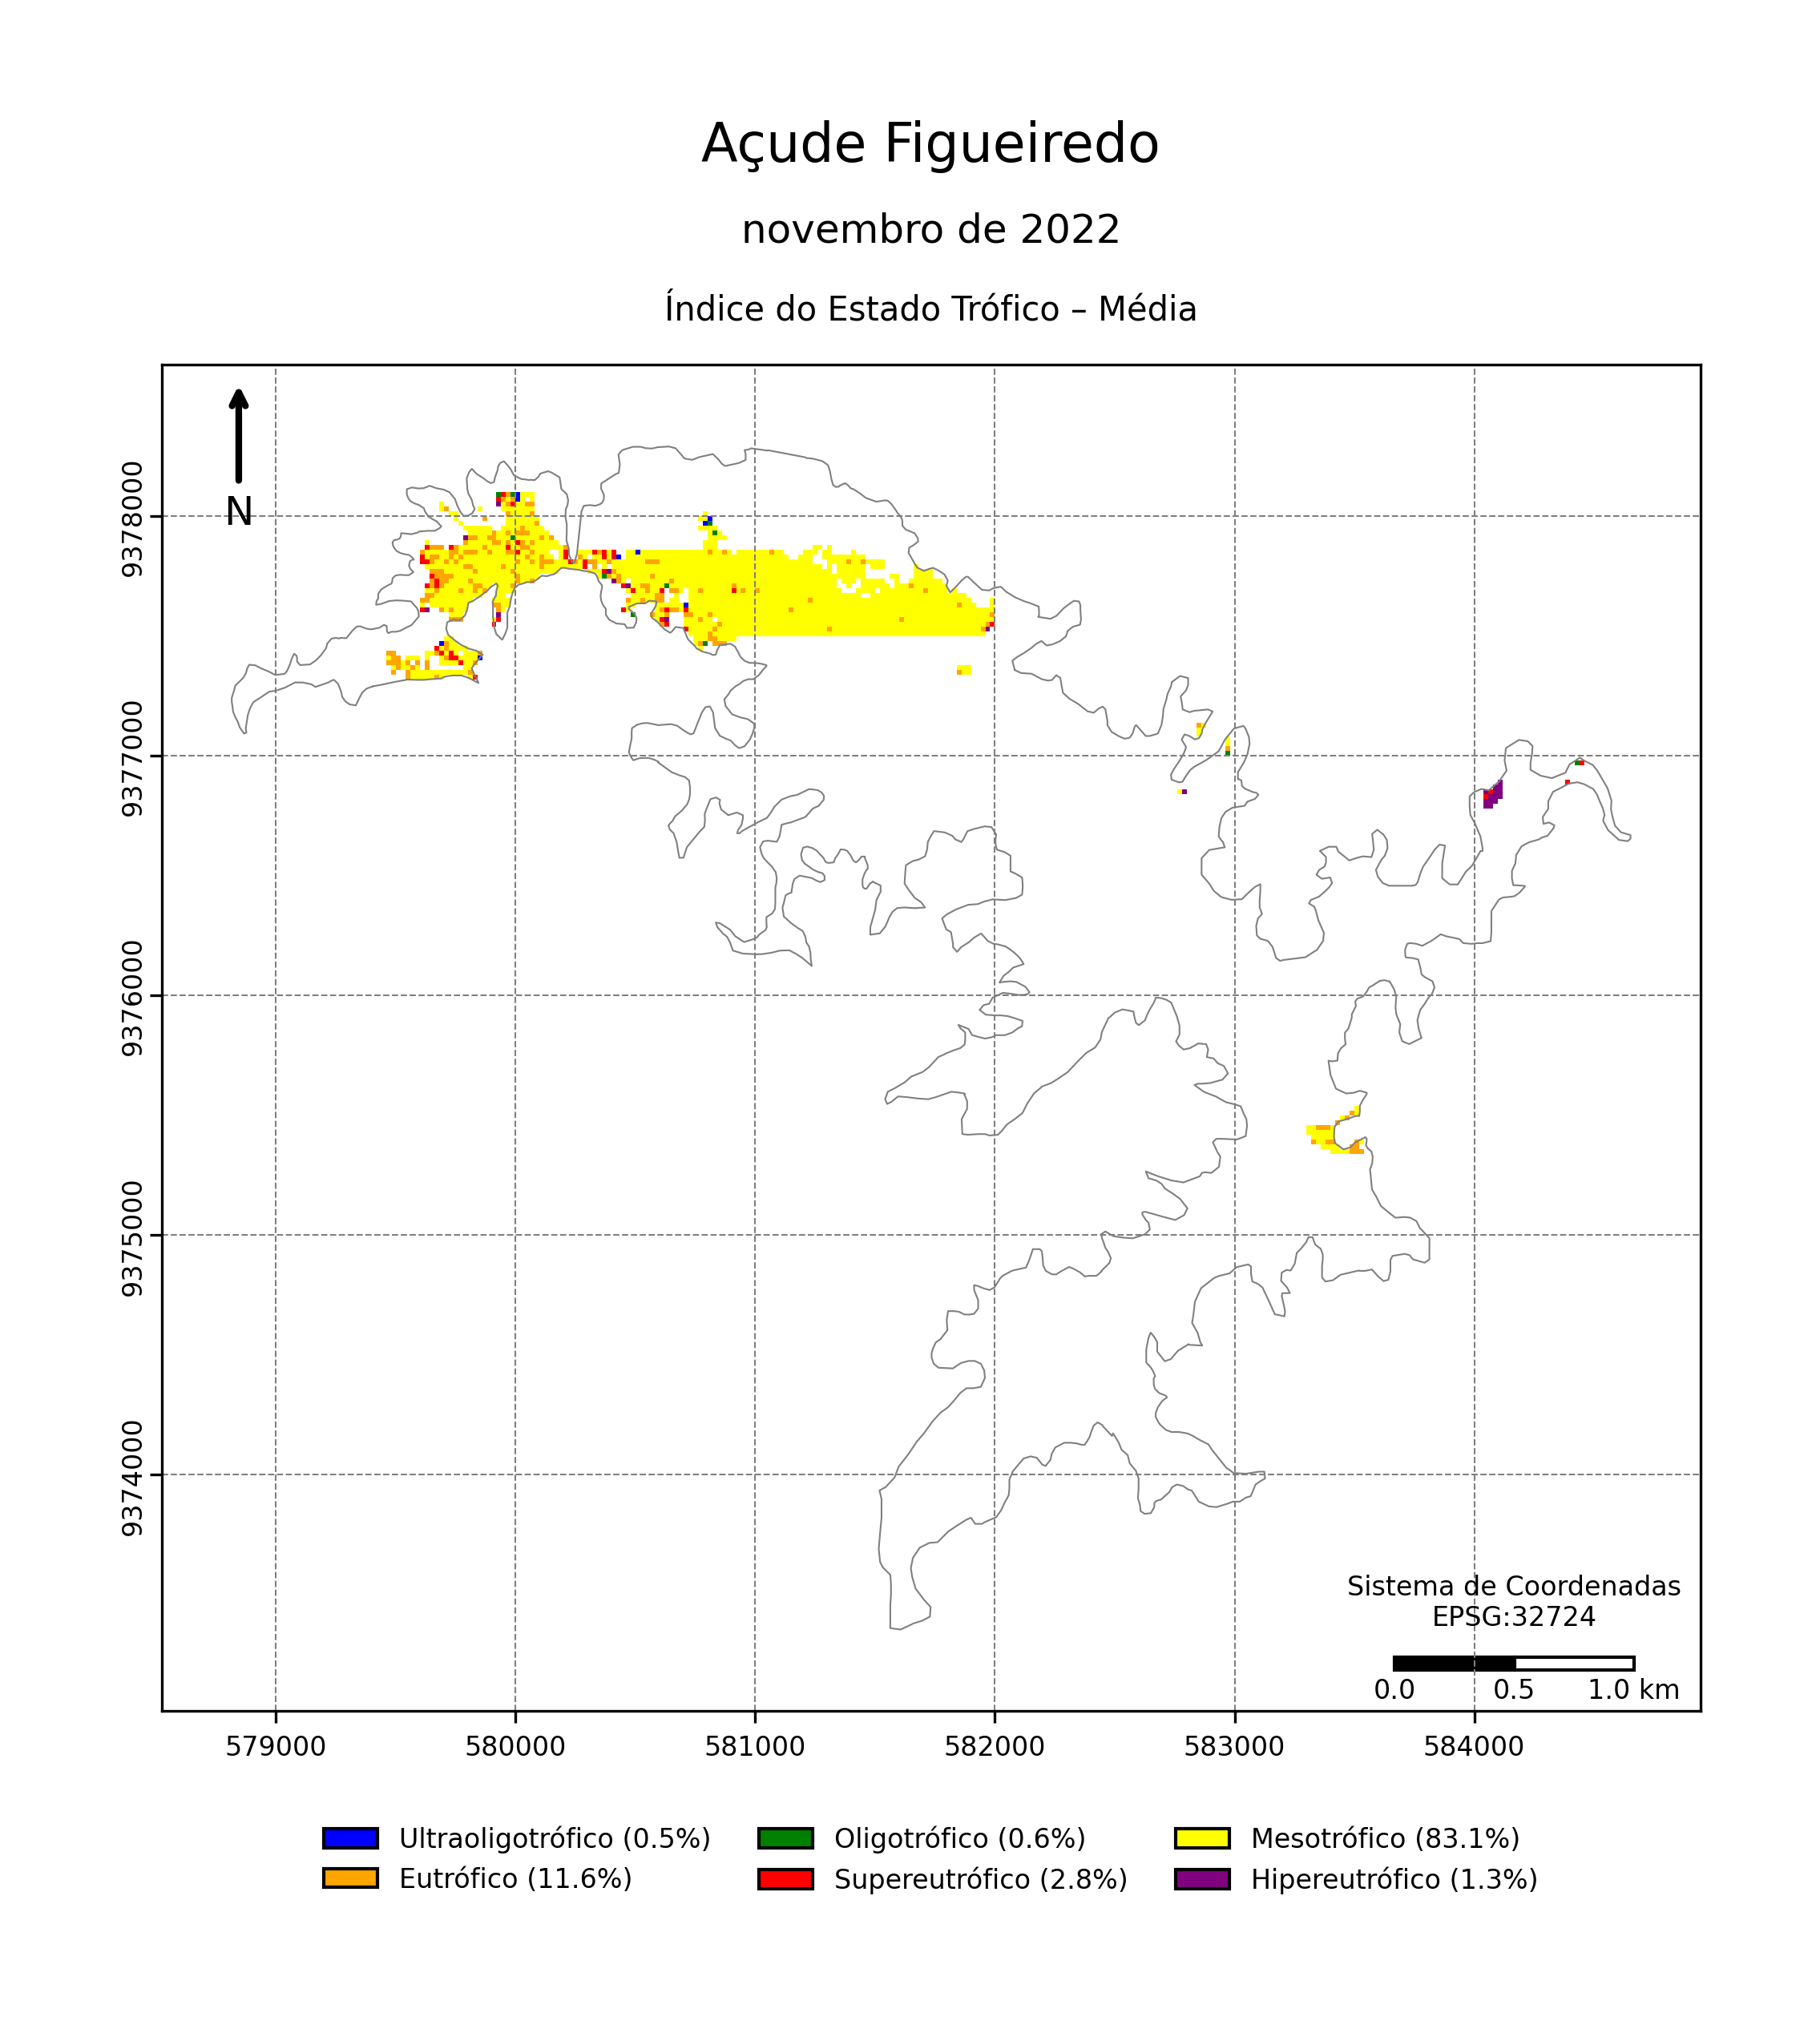 Açude Figueiredo
novembro de 2022
Índice do Estado Trófico – Média
N
9378000
9377000
9376000
9375000
9374000
Sistema de Coordenadas
EPSG:32724
0.0 0.5 1.0 km
579000 580000 581000 582000 583000 584000
Ultraoligotrófico (0.5%) Oligotrófico (0.6%) Mesotrófico (83.1%)
Eutrófico (11.6%) Supereutrófico (2.8%) Hipereutrófico (1.3%)